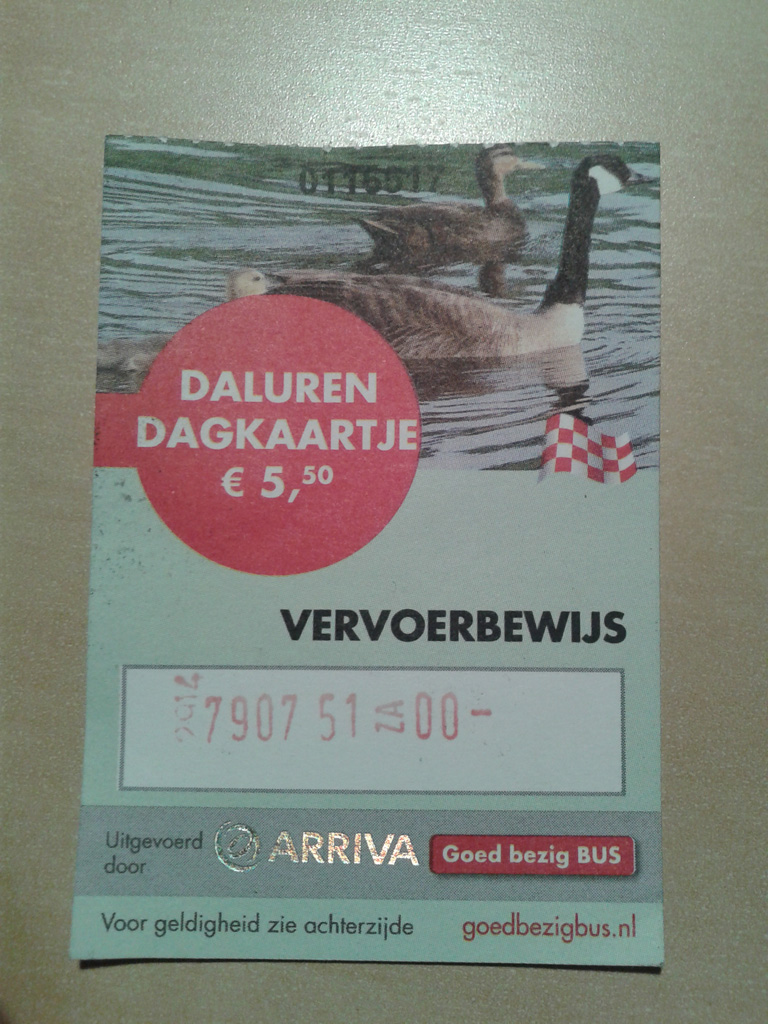 0116517
DALUREN
DAGKAARTJE
€ 5,50
VERVOERBEWIJS
7907 51 ZA 00-
Uitgevoerd
door
ARRIVA
Goed bezig BUS
Voor geldigheid zie achterzijde
goedbezigbus.nl